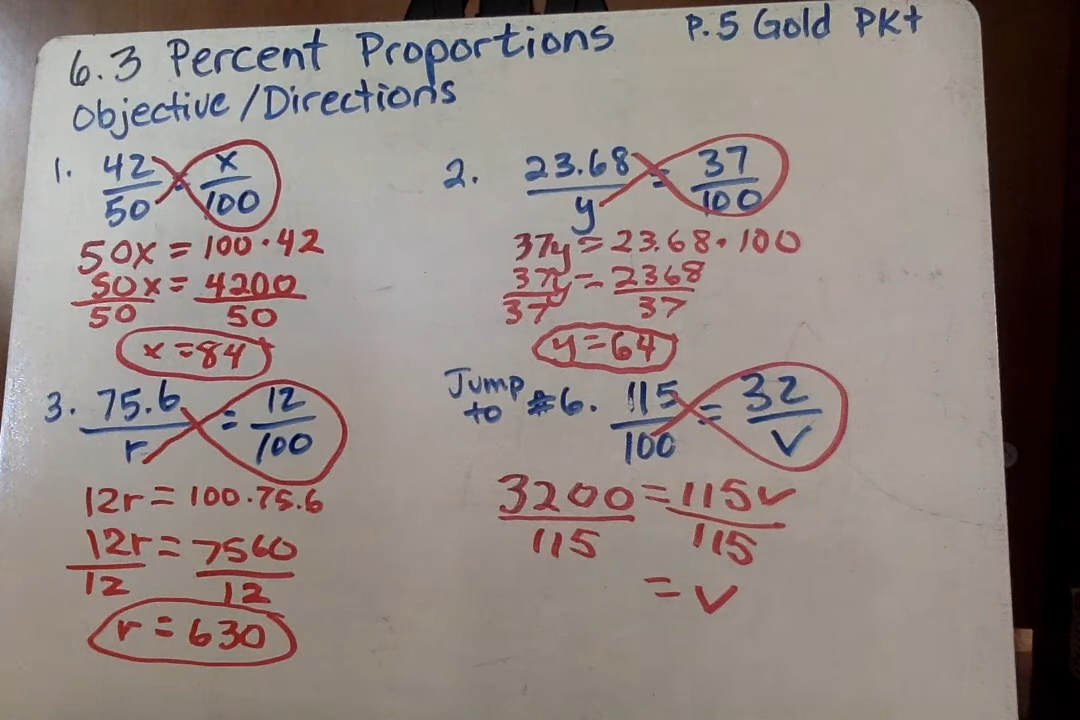 6.3 Percent Proportions P.5 Gold PKt
Objective/Directions
1. 42/50 = x/100
50x = 100·42
50x/50 = 4200/50
x=84
2. 23.68/y = 37/100
37y = 23.68·100
37y/37 = 2368/37
y=64
3. 75.6/r = 12/100
12r = 100·75.6
12r/12 = 7560/12
r = 630
Jump to #6. 115/100 = 32/v
3200/115 = 115v/115
= v